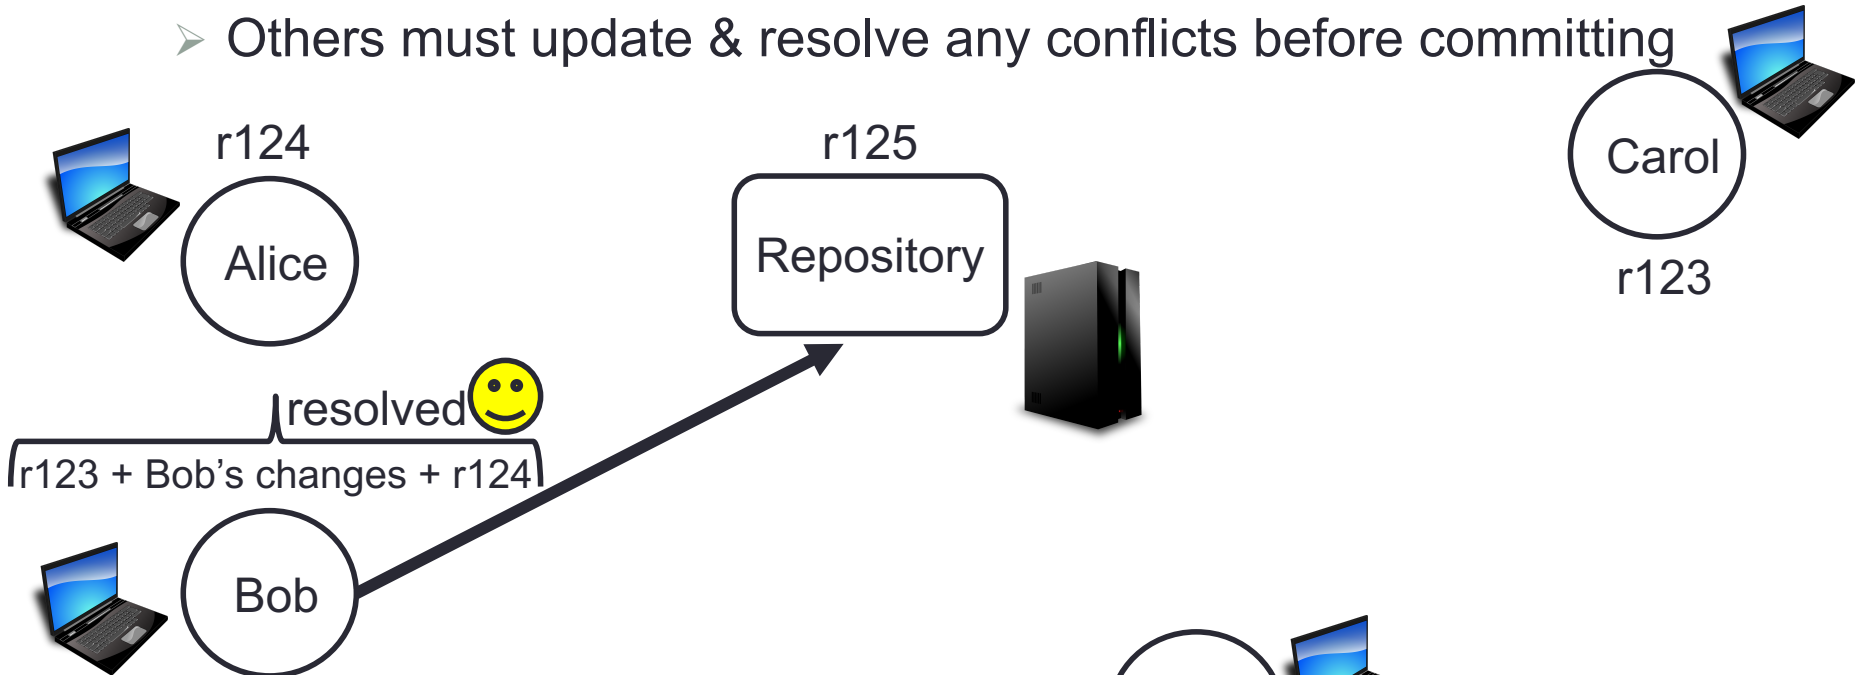 ➢ Others must update & resolve any conflicts before committing
r124
r125
Carol
Alice
Repository
r123
resolved
r123 + Bob’s changes + r124
Bob